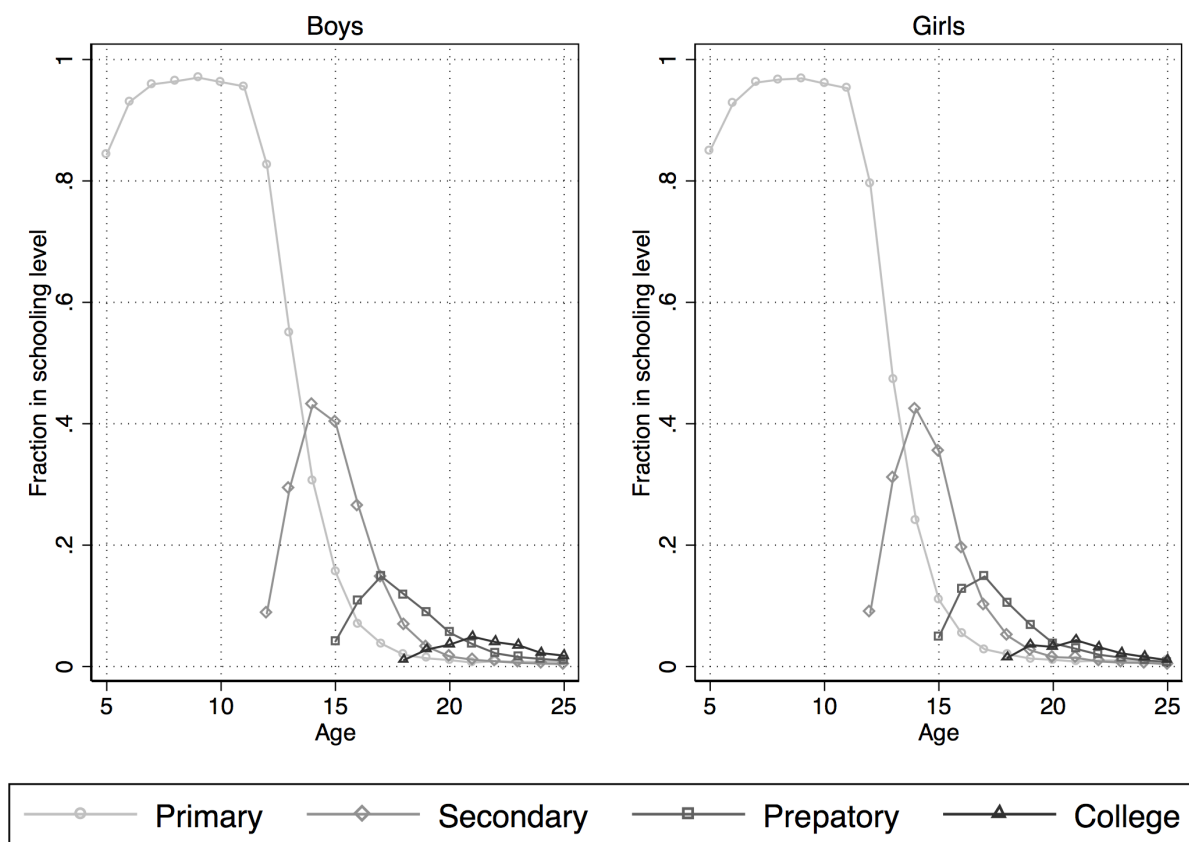 Boys
Girls
Fraction in schooling level
1
.8
.6
.4
.2
0
5 10 15 20 25
Age
Fraction in schooling level
1
.8
.6
.4
.2
0
5 10 15 20 25
Age
Primary Secondary Prepatory College